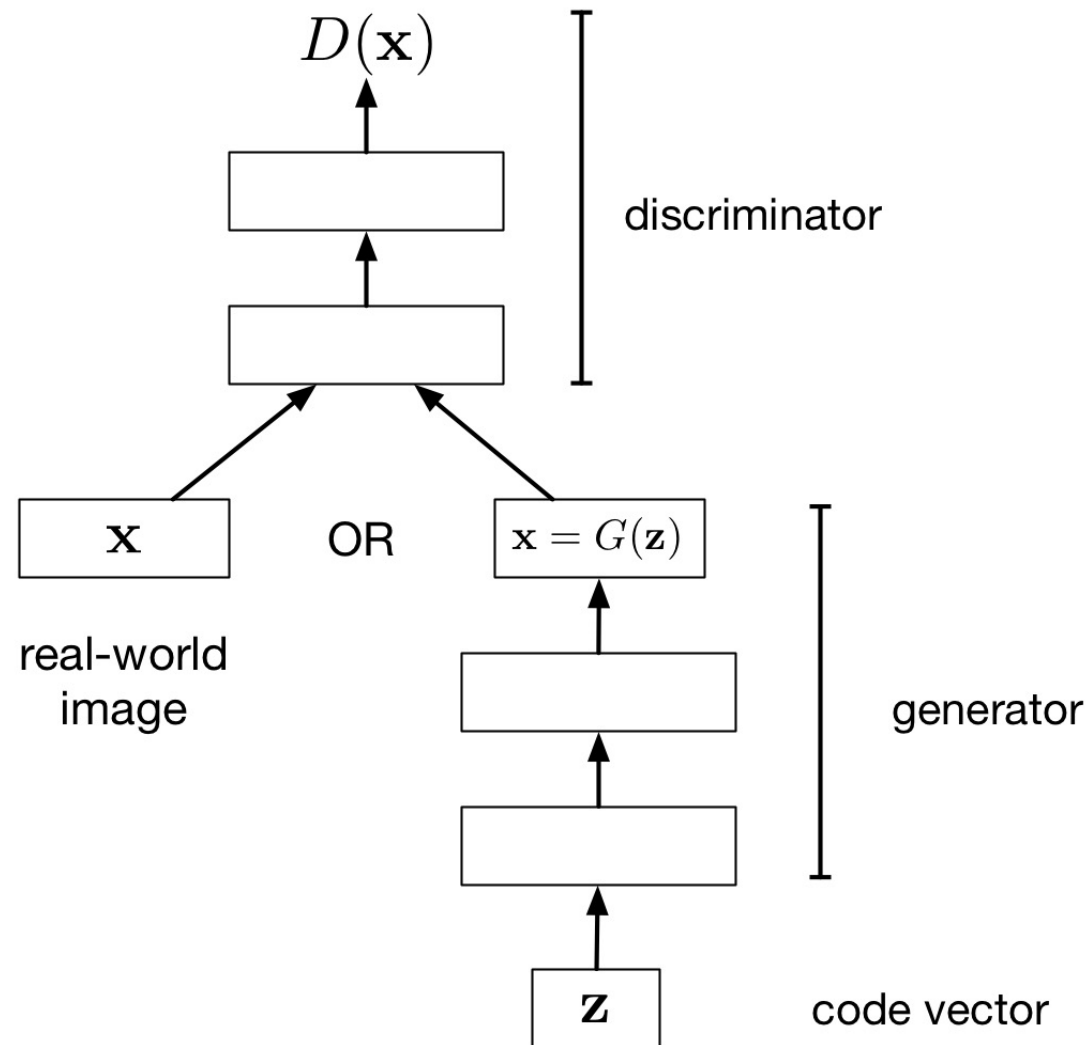 D(x)
discriminator
x
OR
x = G(z)
real-world
image
generator
z
code vector